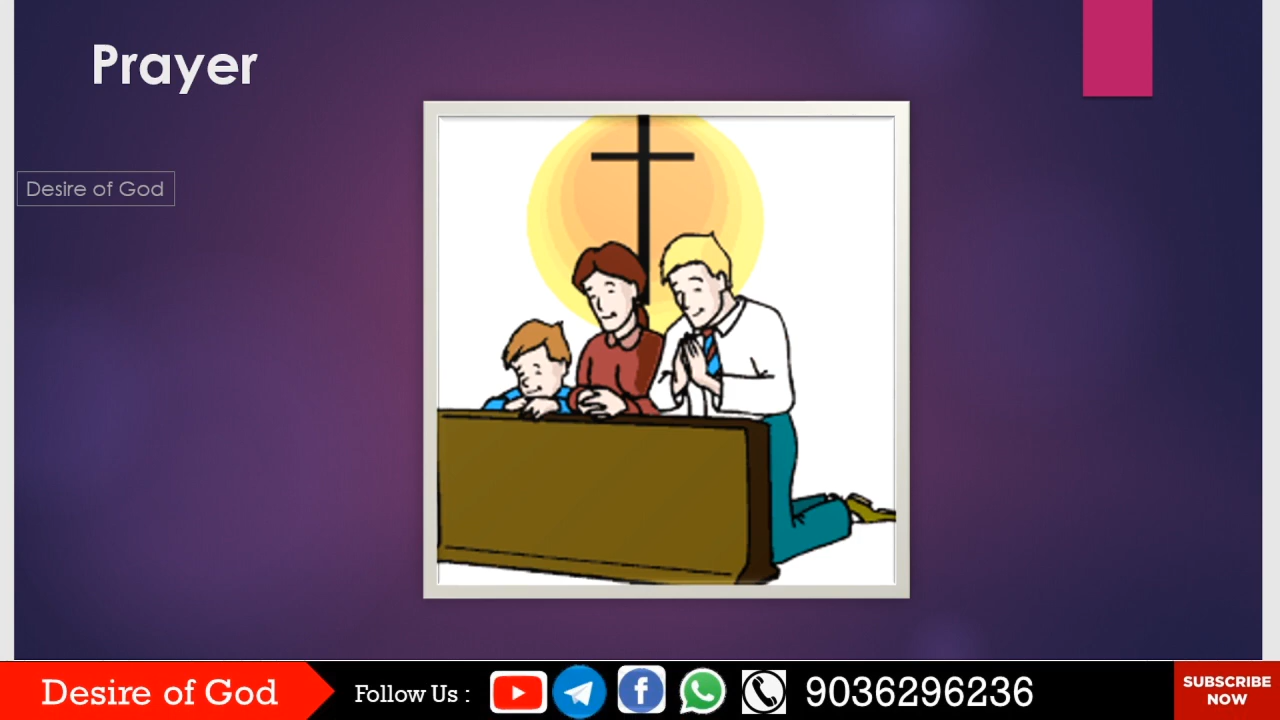 Prayer
Desire of God
Desire of God
Follow Us :
9036296236
SUBSCRIBE
NOW